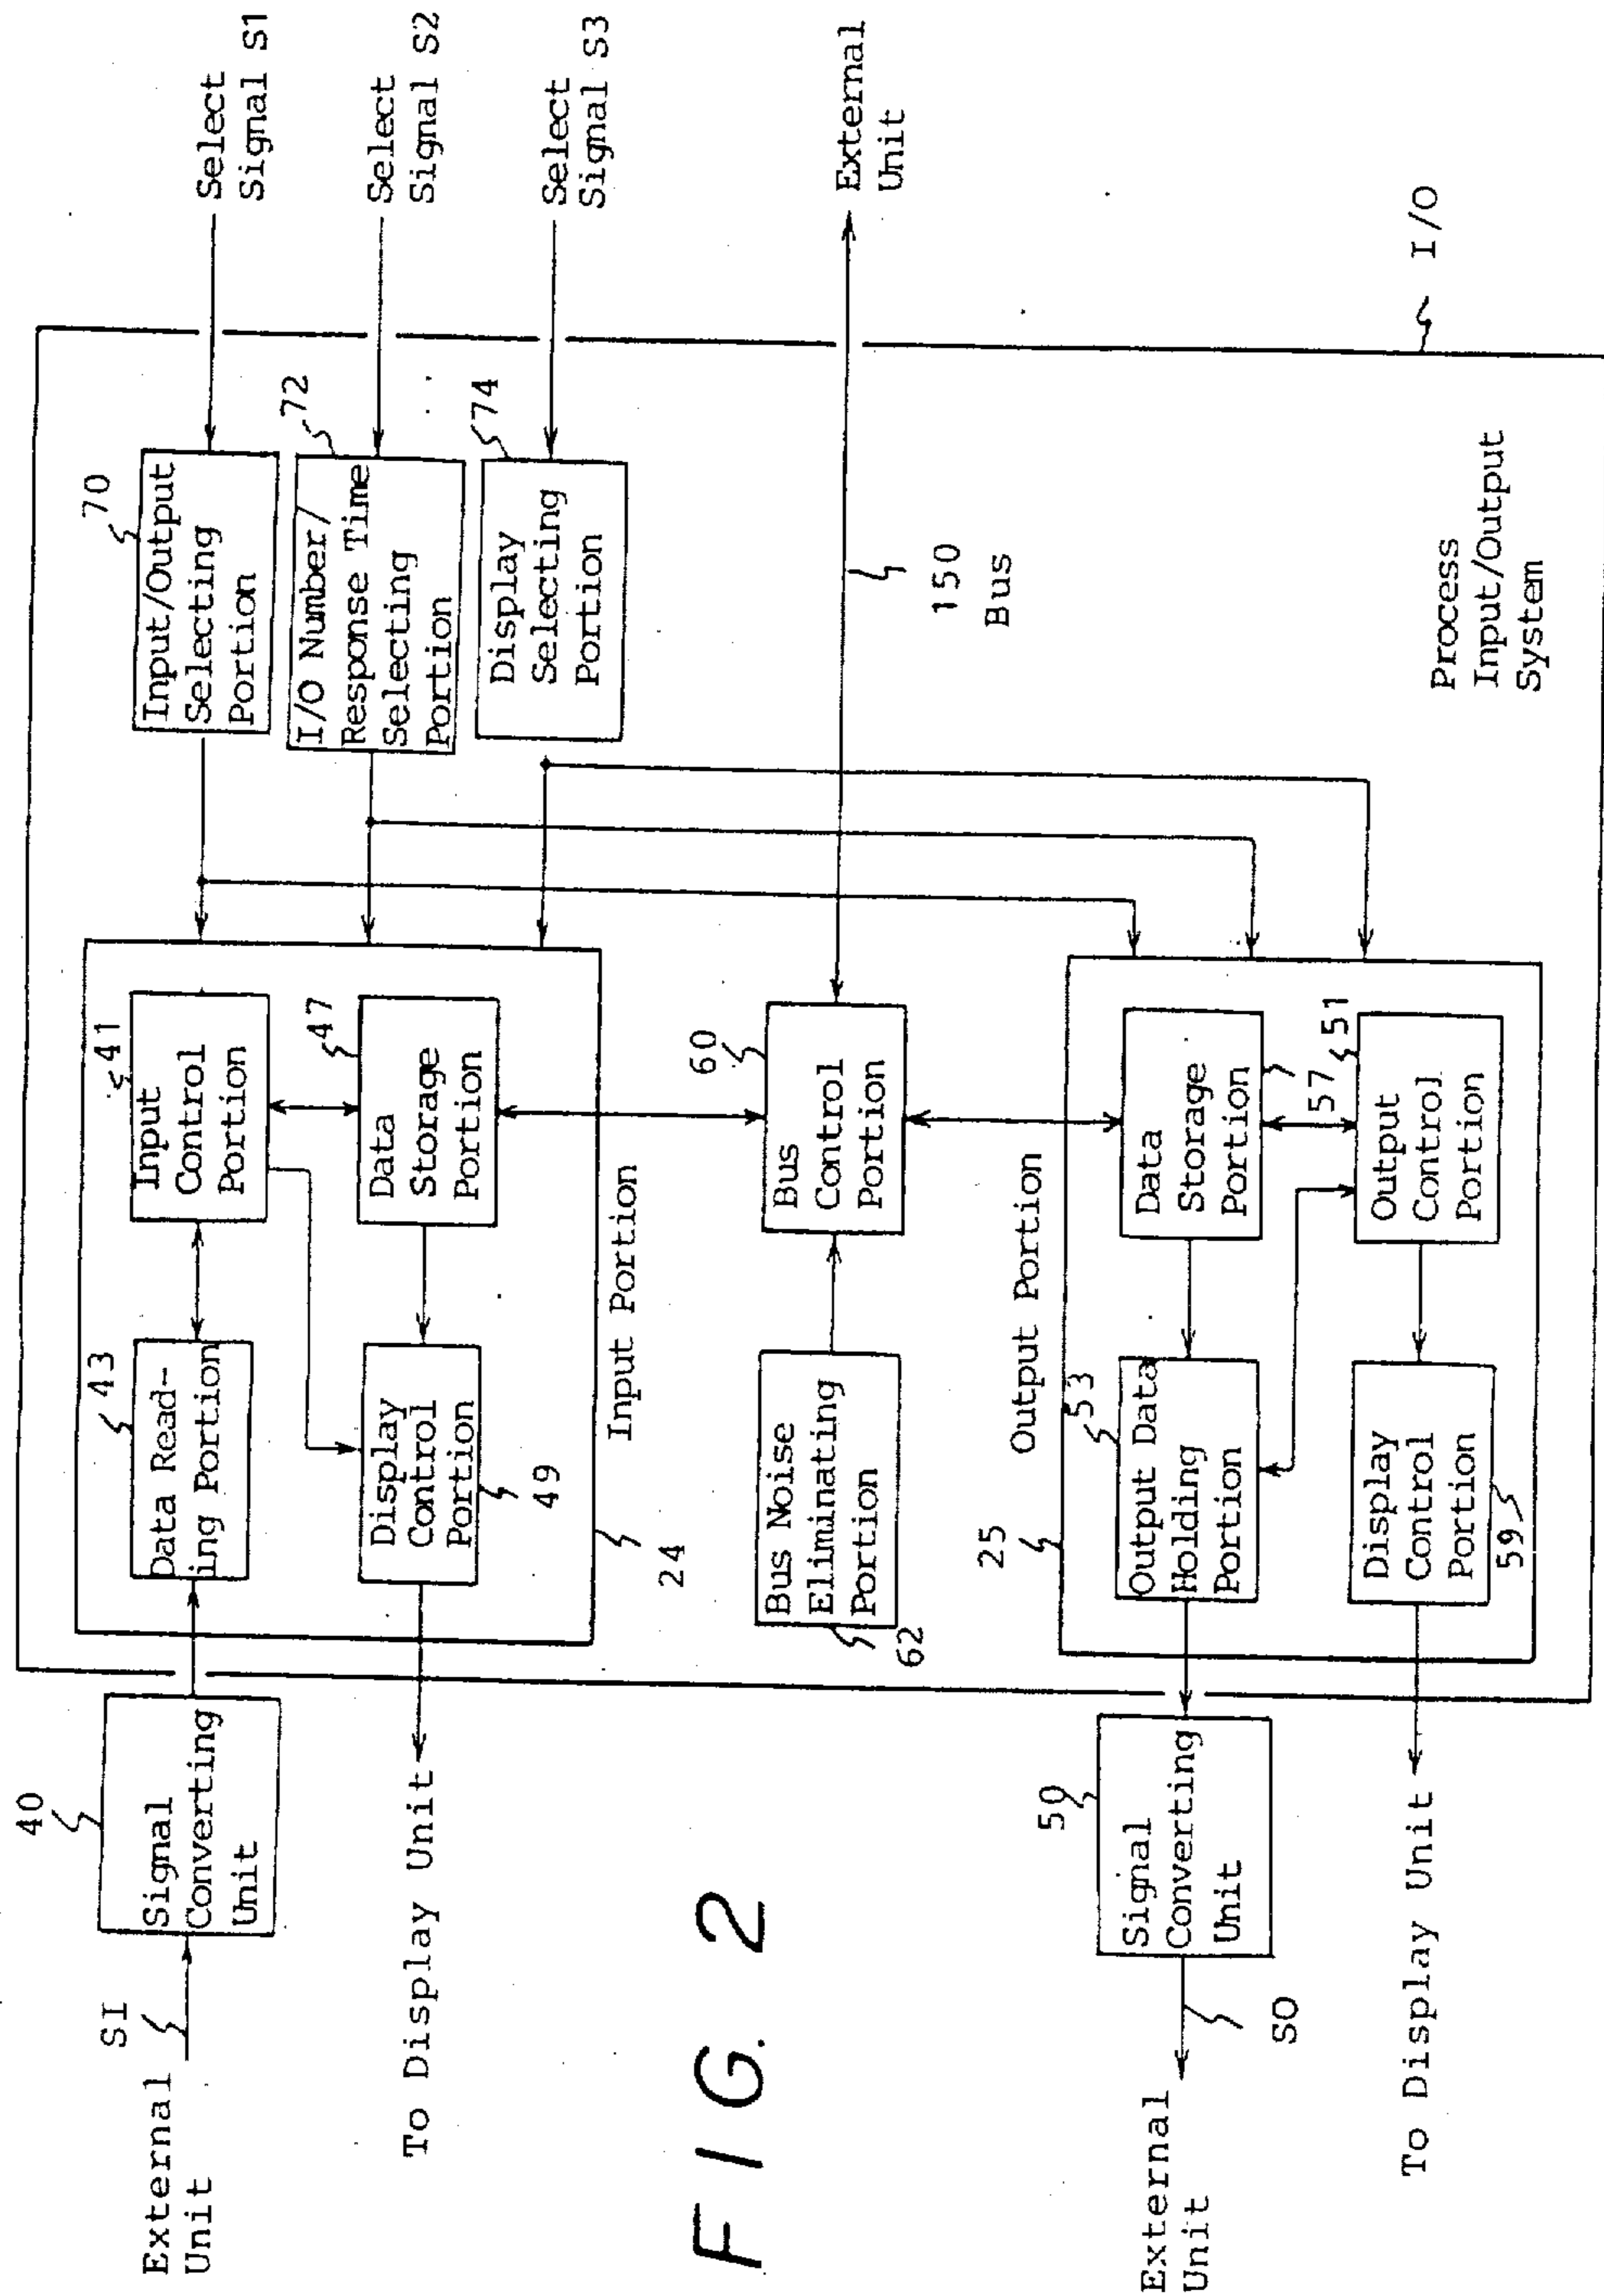 External
Unit
SI
40
Signal
Converting
Unit
43
Data Read-
ing Portion
41
Input
Control
Portion
70
Input/Output
Selecting
Portion
Select
Signal S1
To Display Unit
Display
Control
Portion
49
47
Data
Storage
Portion
72
I/O Number/
Response Time
Selecting
Portion
Select
Signal S2
74
Display
Selecting
Portion
Select
Signal S3
24
Input Portion
FIG. 2
62
Bus Noise
Eliminating
Portion
60
Bus
Control
Portion
150
Bus
External
Unit
25
Output Portion
External
Unit
SO
50
Signal
Converting
Unit
53
Output Data
Holding
Portion
Data
Storage
Portion
57
51
Output
Control
Portion
Display
Control
Portion
59
To Display Unit
Process
Input/Output
System
I/O